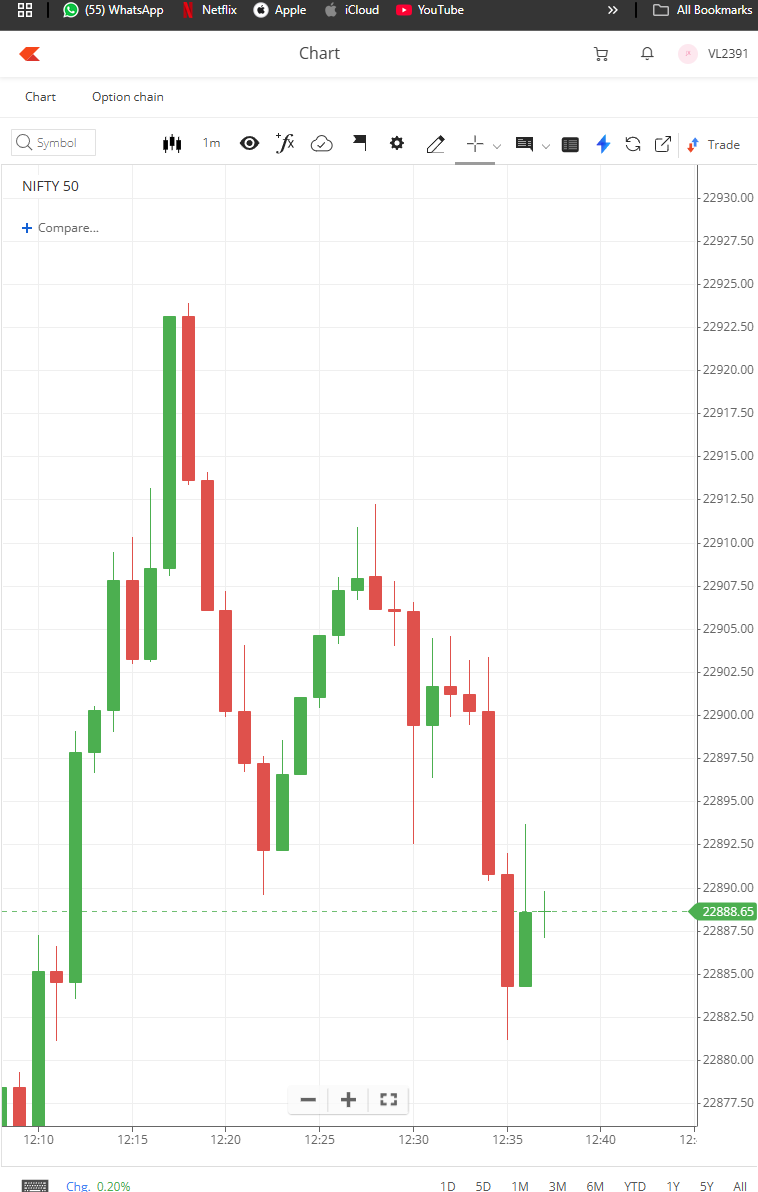 (55) WhatsApp Netflix Apple iCloud YouTube » All Bookmarks
Chart VL2391
Chart Option chain
Symbol 1m Trade
NIFTY 50
+ Compare...
22930.00
22927.50
22925.00
22922.50
22920.00
22917.50
22915.00
22912.50
22910.00
22907.50
22905.00
22902.50
22900.00
22897.50
22895.00
22892.50
22890.00
22888.65
22887.50
22885.00
22882.50
22880.00
22877.50
12:10 12:15 12:20 12:25 12:30 12:35 12:40 12:
Chg. 0.20% 1D 5D 1M 3M 6M YTD 1Y 5Y All